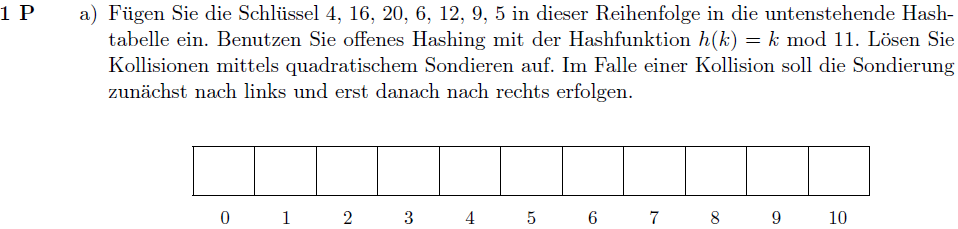 1 P a) Fügen Sie die Schlüssel 4, 16, 20, 6, 12, 9, 5 in dieser Reihenfolge in die untenstehende Hash-
tabelle ein. Benutzen Sie offenes Hashing mit der Hashfunktion h(k) = k mod 11. Lösen Sie
Kollisionen mittels quadratischem Sondieren auf. Im Falle einer Kollision soll die Sondierung
zunächst nach links und erst danach nach rechts erfolgen.
0 1 2 3 4 5 6 7 8 9 10